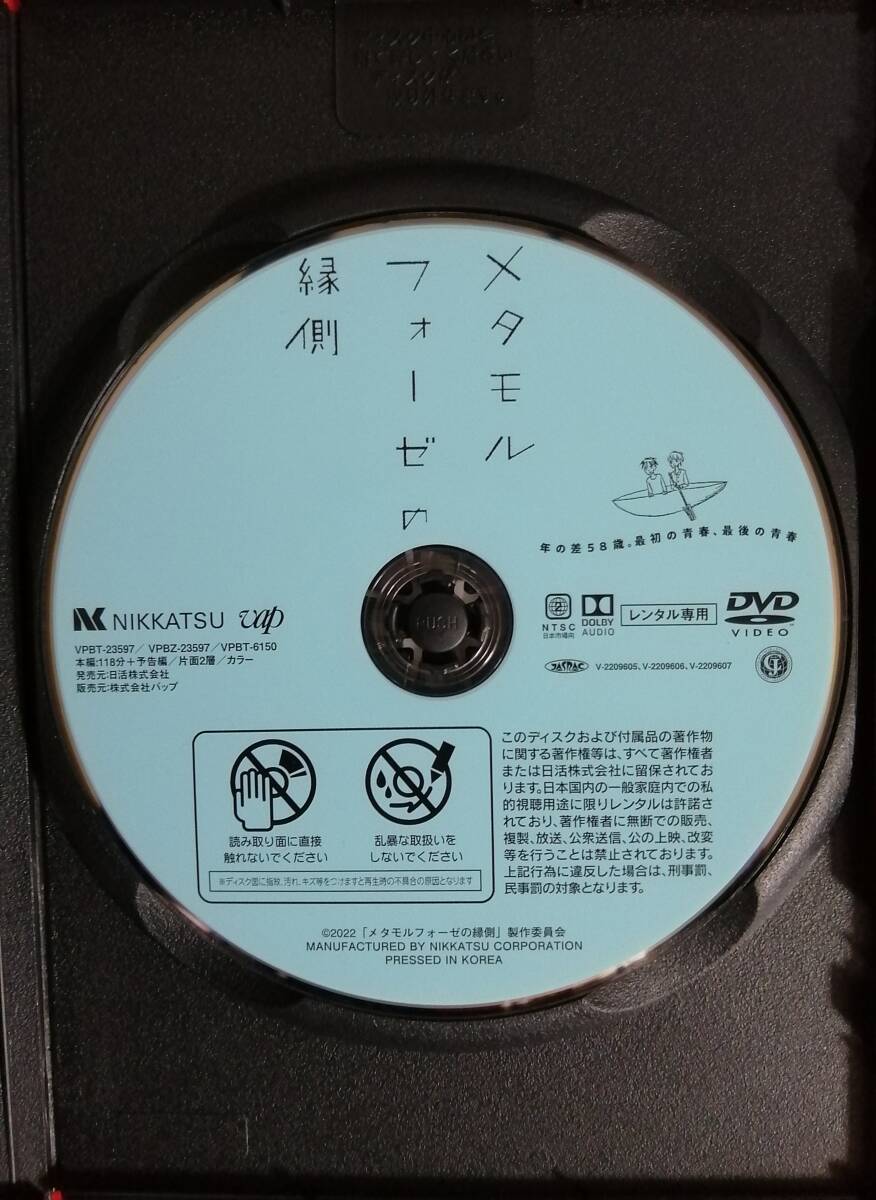 メタモル
フォーゼの
縁側
年の差58歳。最初の青春、最後の青春
NIKKATSU vap
VPBT-23597／VPBZ-23597／VPBT-6150
本編:118分＋予告編／片面2層／カラー
発売元:日活株式会社
販売元:株式会社バップ
PUSH
2
NTSC
日本市場向
DOLBY
AUDIO
レンタル専用
DVD
VIDEO
JASRAC
V-2209605、V-2209606、V-2209607
読み取り面に直接
触れないでください
乱暴な取扱いを
しないでください
※ディスク面に指紋、汚れ、キズ等をつけますと再生時の不具合の原因となります
このディスクおよび付属品の著作物
に関する著作権等は、すべて著作権者
または日活株式会社に留保されてお
ります。日本国内の一般家庭内での私
的視聴用途に限りレンタルは許諾さ
れており、著作権者に無断での販売、
複製、放送、公衆送信、公の上映、改変
等を行うことは禁止されております。
上記行為に違反した場合は、刑事罰、
民事罰の対象となります。
©2022「メタモルフォーゼの縁側」製作委員会
MANUFACTURED BY NIKKATSU CORPORATION
PRESSED IN KOREA